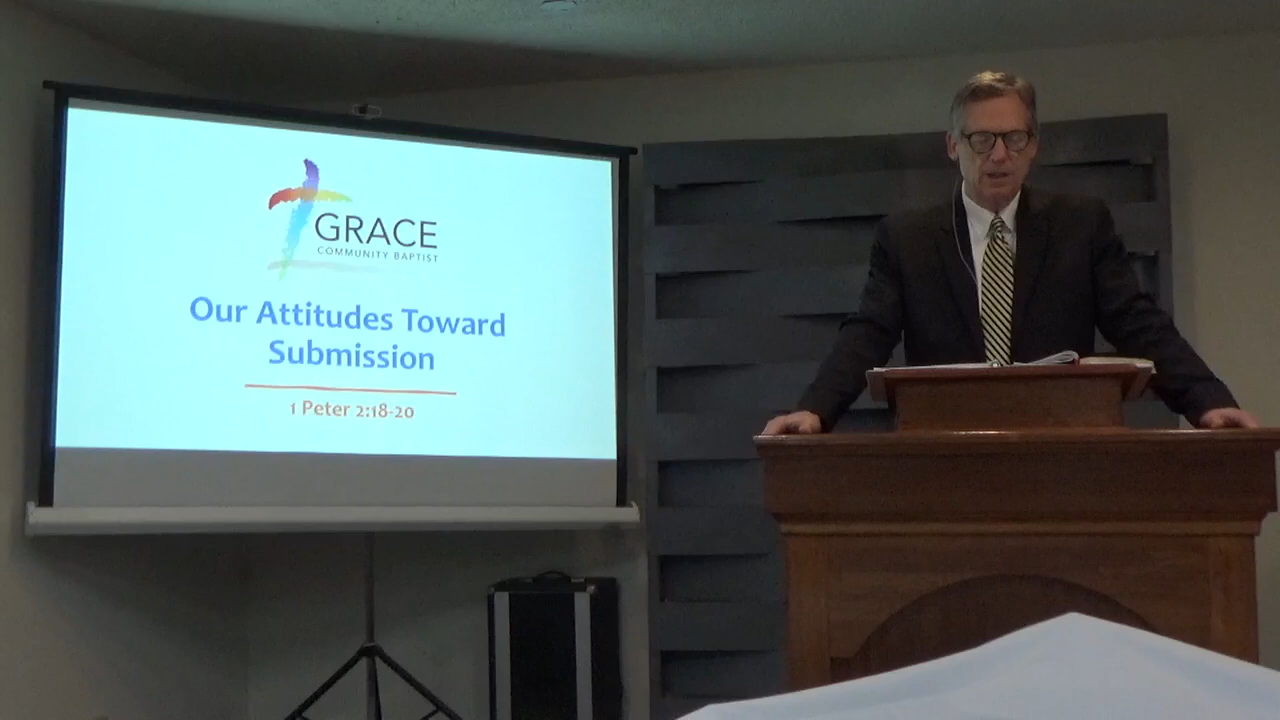 GRACE
COMMUNITY BAPTIST
Our Attitudes Toward
Submission
1 Peter 2:18-20